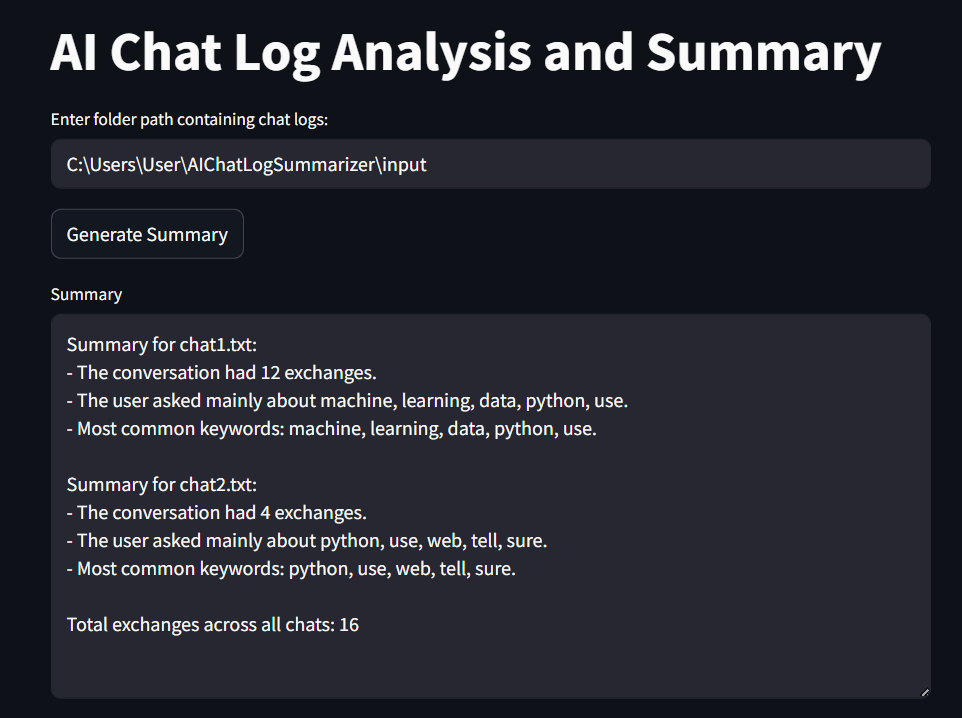 AI Chat Log Analysis and Summary
Enter folder path containing chat logs:
C:\Users\User\AIChatLogSummarizer\input
Generate Summary
Summary
Summary for chat1.txt:
- The conversation had 12 exchanges.
- The user asked mainly about machine, learning, data, python, use.
- Most common keywords: machine, learning, data, python, use.
Summary for chat2.txt:
- The conversation had 4 exchanges.
- The user asked mainly about python, use, web, tell, sure.
- Most common keywords: python, use, web, tell, sure.
Total exchanges across all chats: 16